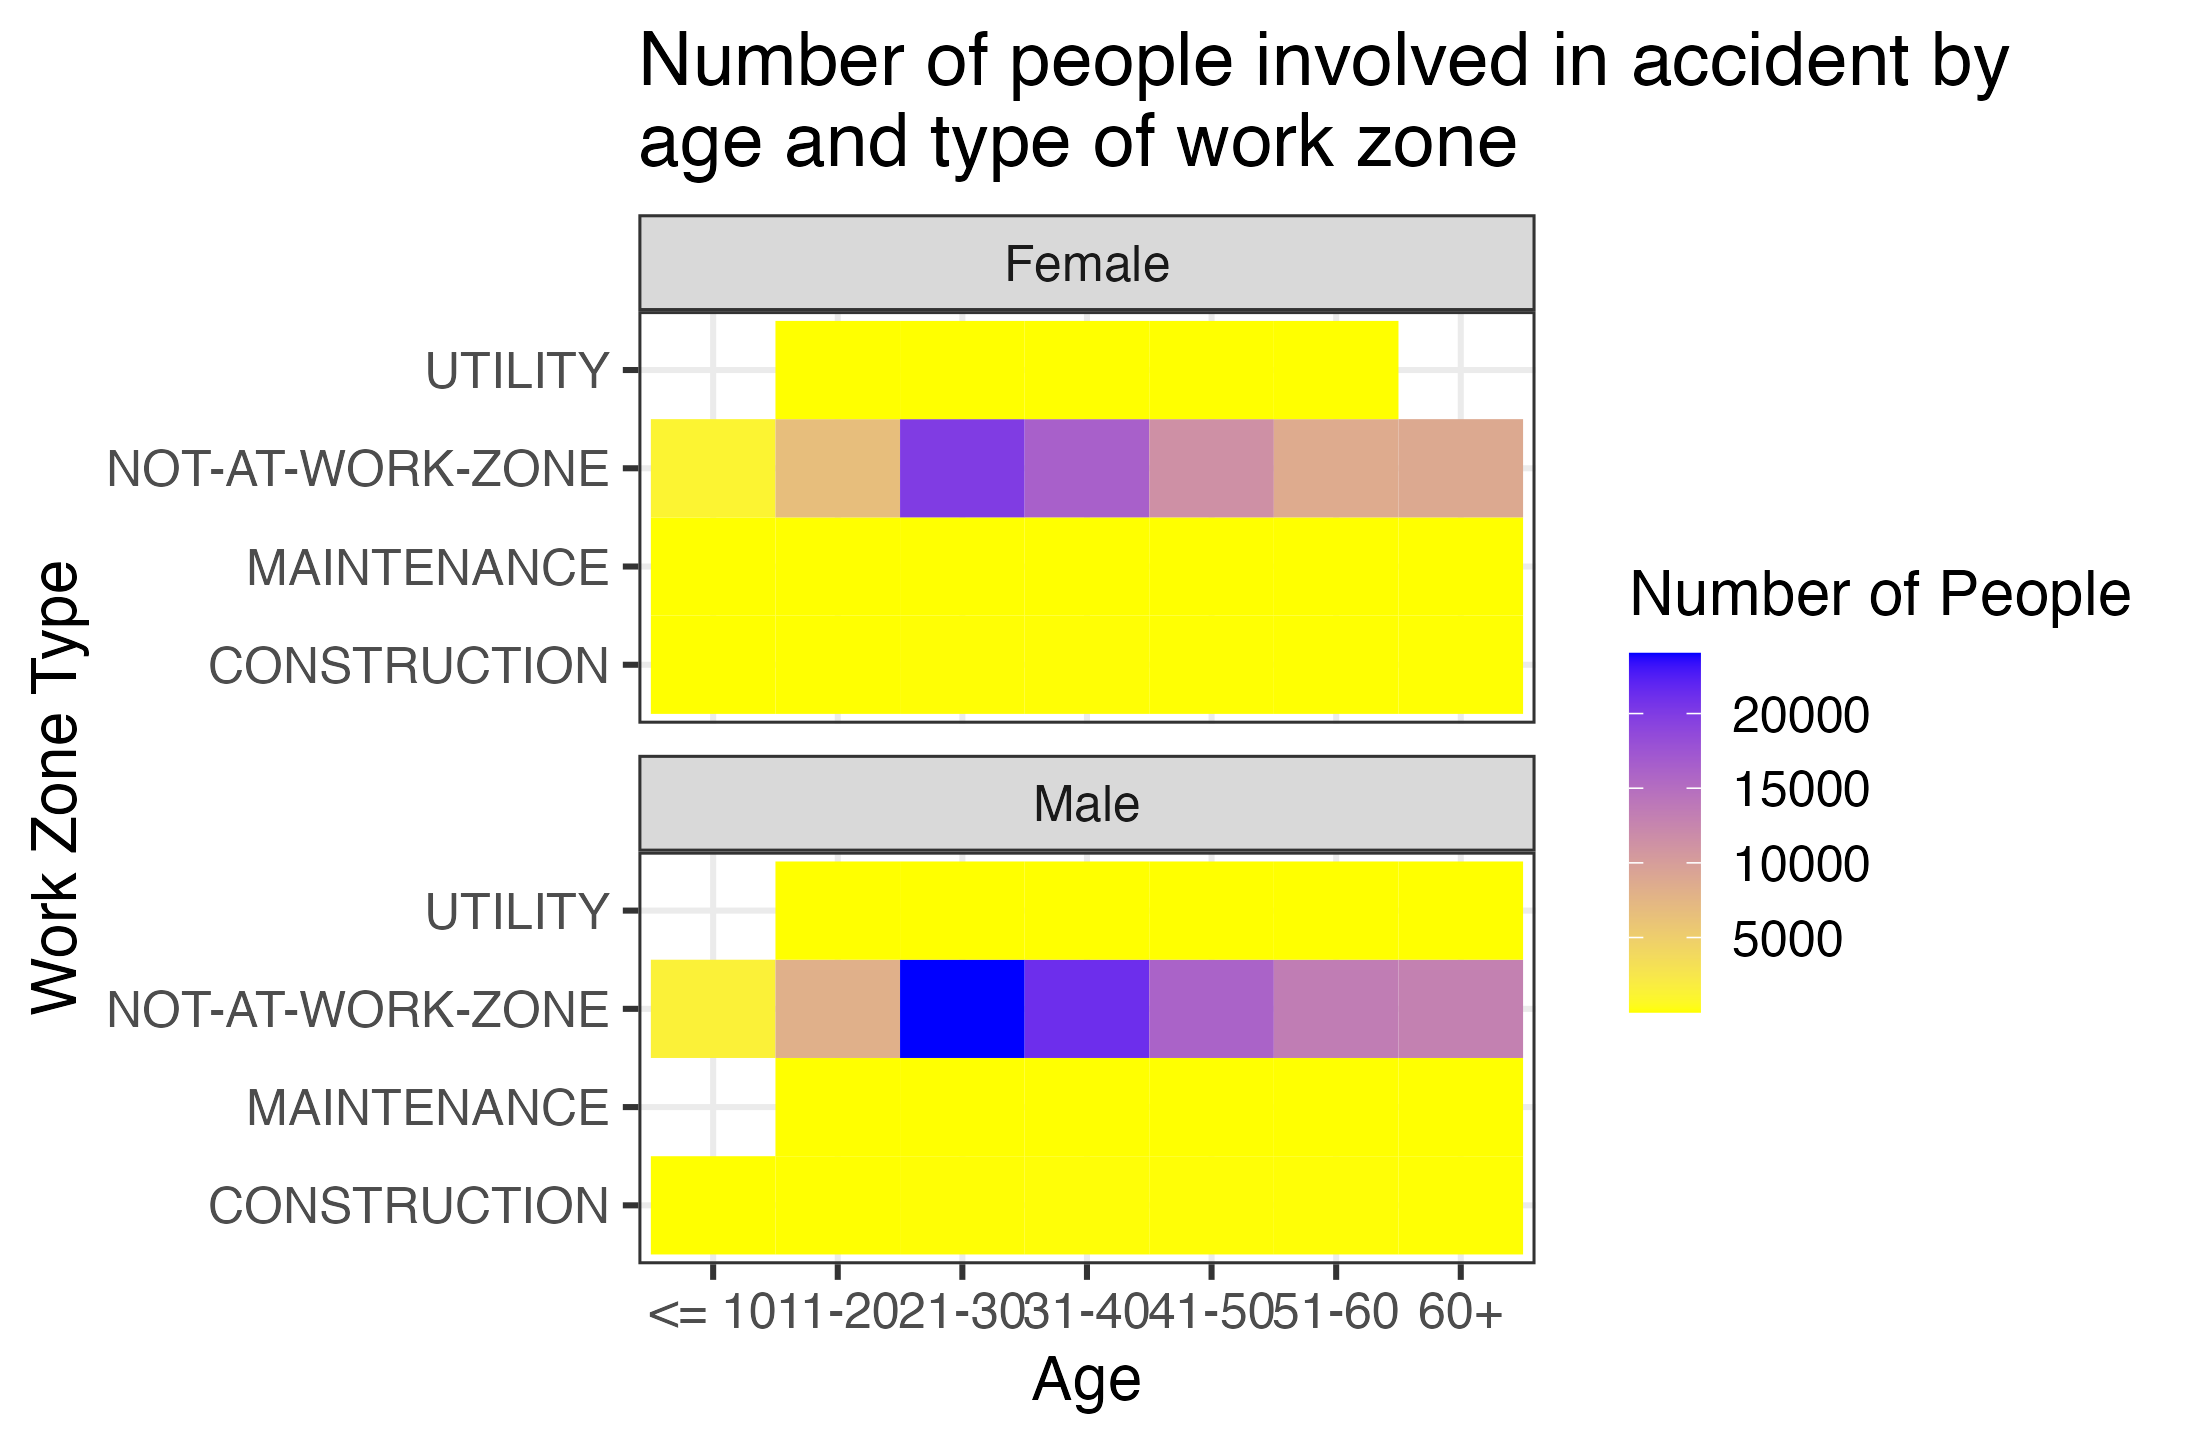 Number of people involved in accident by
age and type of work zone
Female
UTILITY
NOT-AT-WORK-ZONE
MAINTENANCE
CONSTRUCTION
Male
UTILITY
NOT-AT-WORK-ZONE
MAINTENANCE
CONSTRUCTION
<= 10 11-20 21-30 31-40 41-50 51-60 60+
Age
Work Zone Type
Number of People
20000
15000
10000
5000